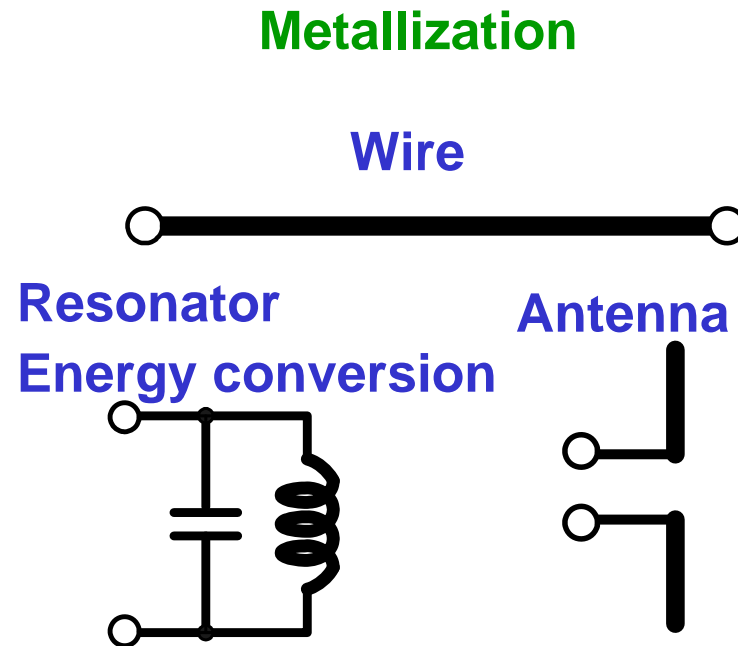 Metallization
Wire
Resonator
Energy conversion
Antenna